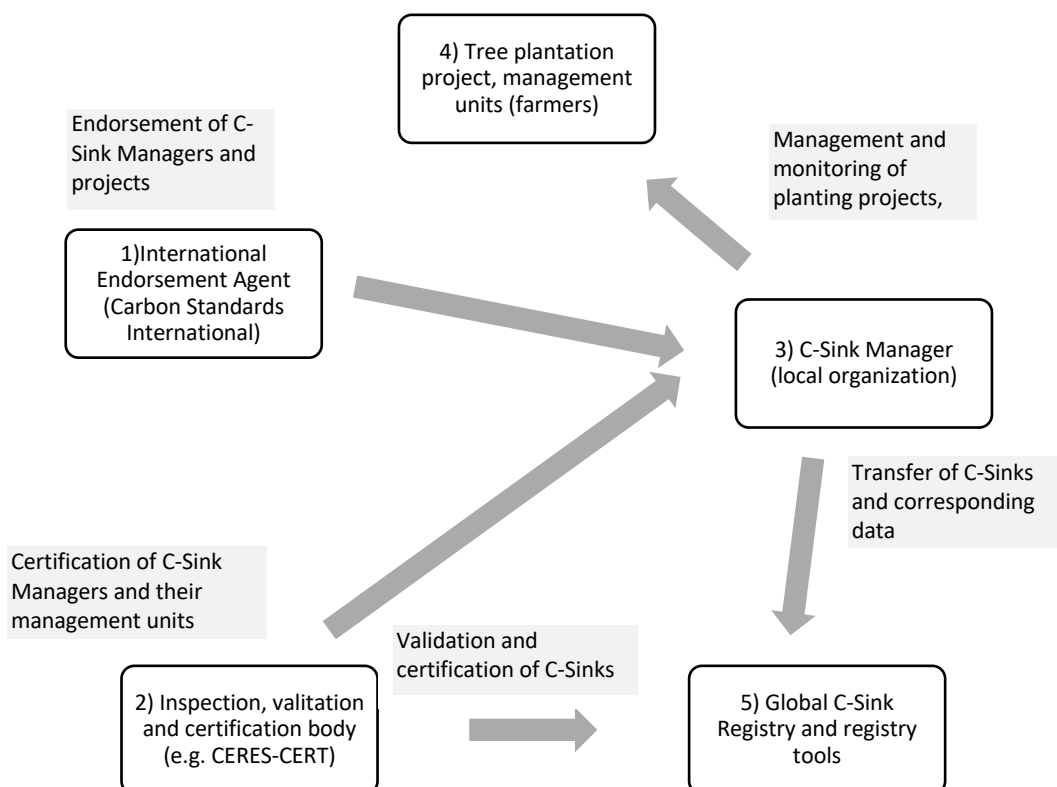 4) Tree plantation
project, management
units (farmers)
Endorsement of C-
Sink Managers and
projects
Management and
monitoring of
planting projects,
1)International
Endorsement Agent
(Carbon Standards
International)
3) C-Sink Manager
(local organization)
Transfer of C-Sinks
and corresponding
data
Certification of C-Sink
Managers and their
management units
Validation and
certification of C-Sinks
2) Inspection, valitation
and certification body
(e.g. CERES-CERT)
5) Global C-Sink
Registry and registry
tools